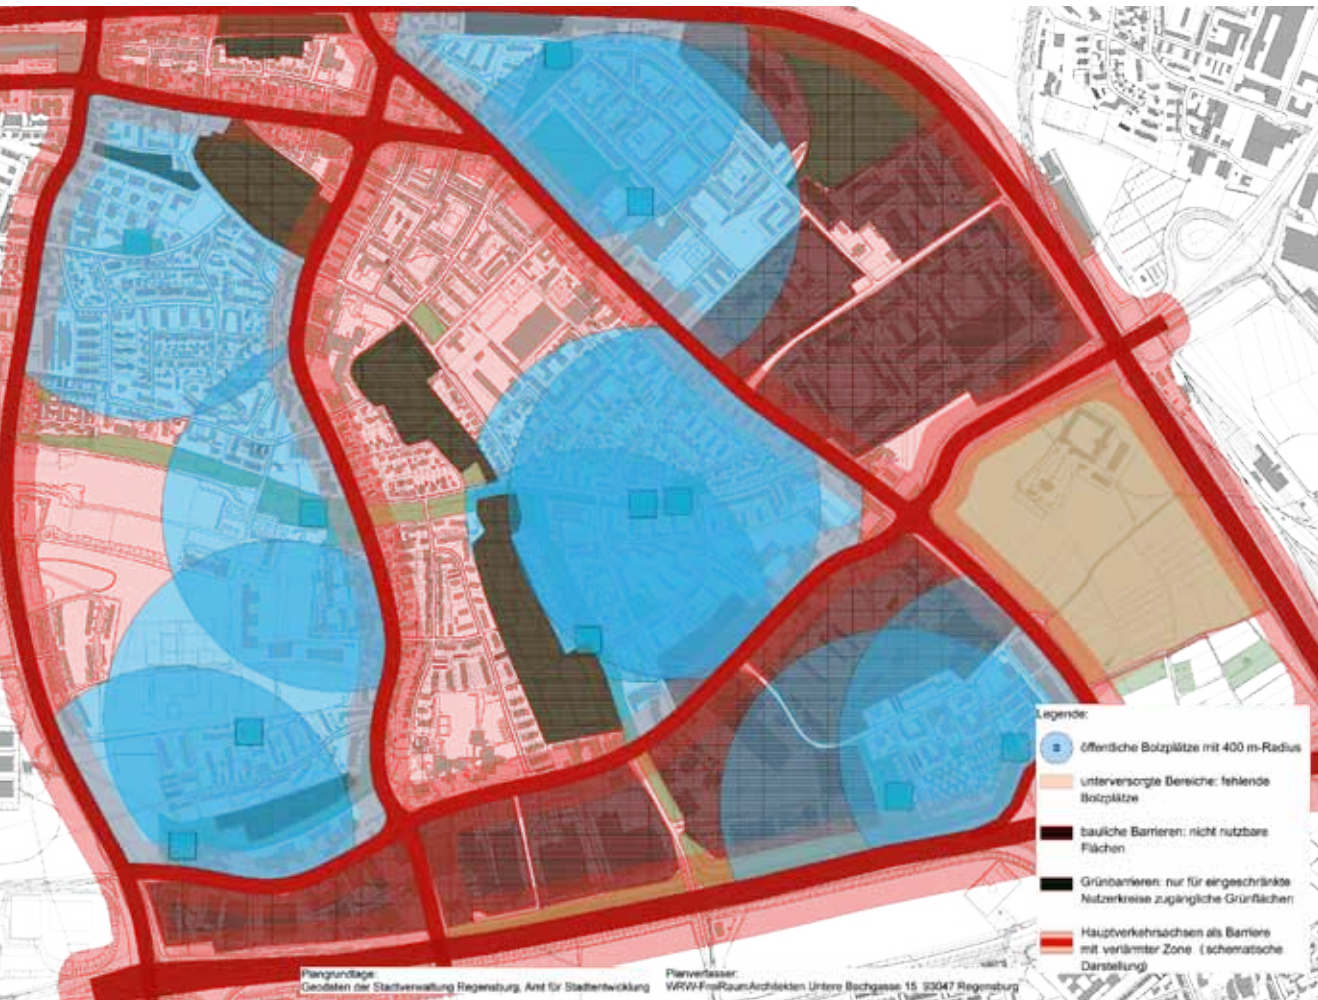 Legende:
öffentliche Bolzplätze mit 400 m-Radius
unterversorgte Bereiche: fehlende
Bolzplätze
bauliche Barrieren: nicht nutzbare
Flächen
Grünbarrieren: nur für eingeschränkte
Nutzerkreise zugängliche Grünflächen
Hauptverkehrsachsen als Barriere
mit verlärmter Zone (schematische
Darstellung)
Plangrundlage:
Geodaten der Stadtverwaltung Regensburg, Amt für Stadtentwicklung
Planverfasser:
WRW-FreiRaumArchitekten Untere Bachgasse 15 93047 Regensburg